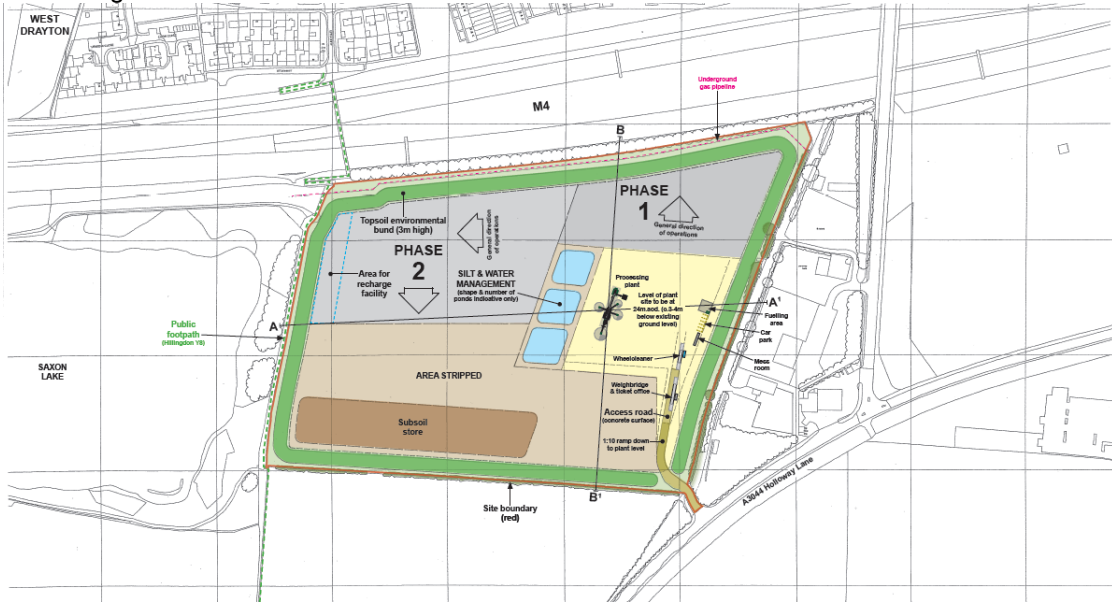 WEST
DRAYTON
Underground
gas pipeline
M4
B
PHASE
1
General direction
of operations
Topsoil environmental
bund (3m high)
General direction
of operations
PHASE
2
SILT & WATER
MANAGEMENT
(shape & number of
ponds indicative only)
Area for
recharge
facility
Processing
plant
Level of plant
site to be at
24m.aod. (c.3-4m
below existing
ground level)
A¹
Fuelling
area
Car
park
Mess
room
A
Public
footpath
(Hillingdon Y8)
SAXON
LAKE
Wheelcleaner
AREA STRIPPED
Weighbridge
& ticket office
Access road
(concrete surface)
Subsoil
store
1:10 ramp down
to plant level
B¹
Site boundary
(red)
A3044 Holloway Lane